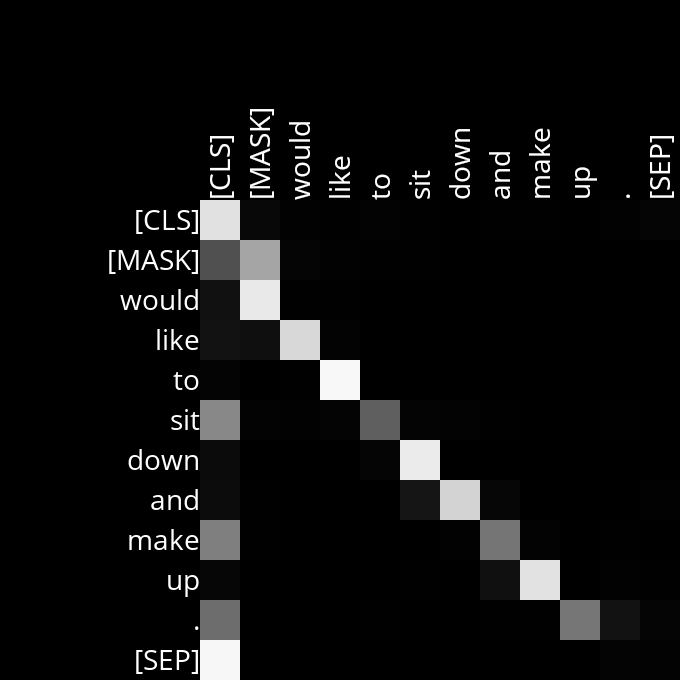 [CLS] [MASK] would like to sit down and make up . [SEP]
[CLS]
[MASK]
would
like
to
sit
down
and
make
up
.
[SEP]